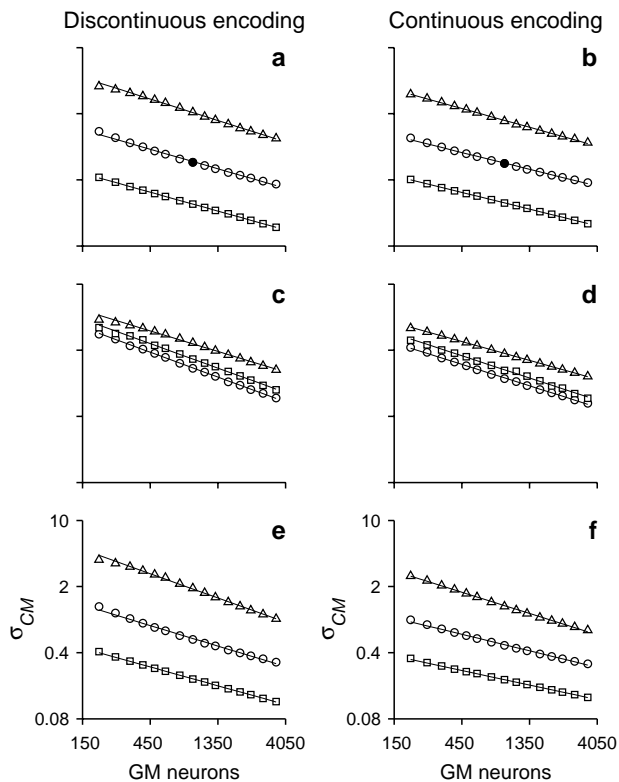 Discontinuous encoding Continuous encoding
a b
c d
e f
10 10
2 2
0.4 0.4
0.08 0.08
σCM σCM
150 450 1350 4050 150 450 1350 4050
GM neurons GM neurons